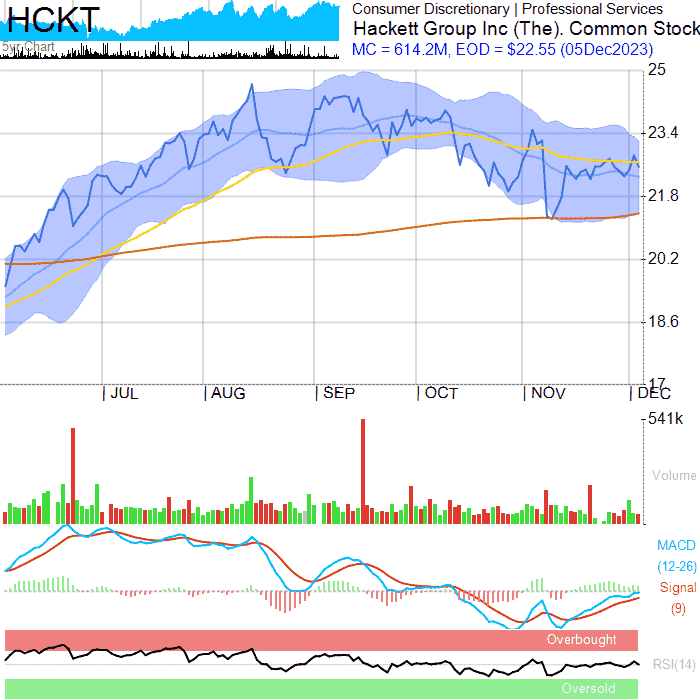 HCKT
5yr Chart
Consumer Discretionary | Professional Services
Hackett Group Inc (The). Common Stock
MC = 614.2M, EOD = $22.55 (05Dec2023)
25
23.4
21.8
20.2
18.6
17
| JUL | AUG | SEP | OCT | NOV | DEC
541k
Volume
MACD
(12-26)
Signal
(9)
Overbought
RSI(14)
Oversold